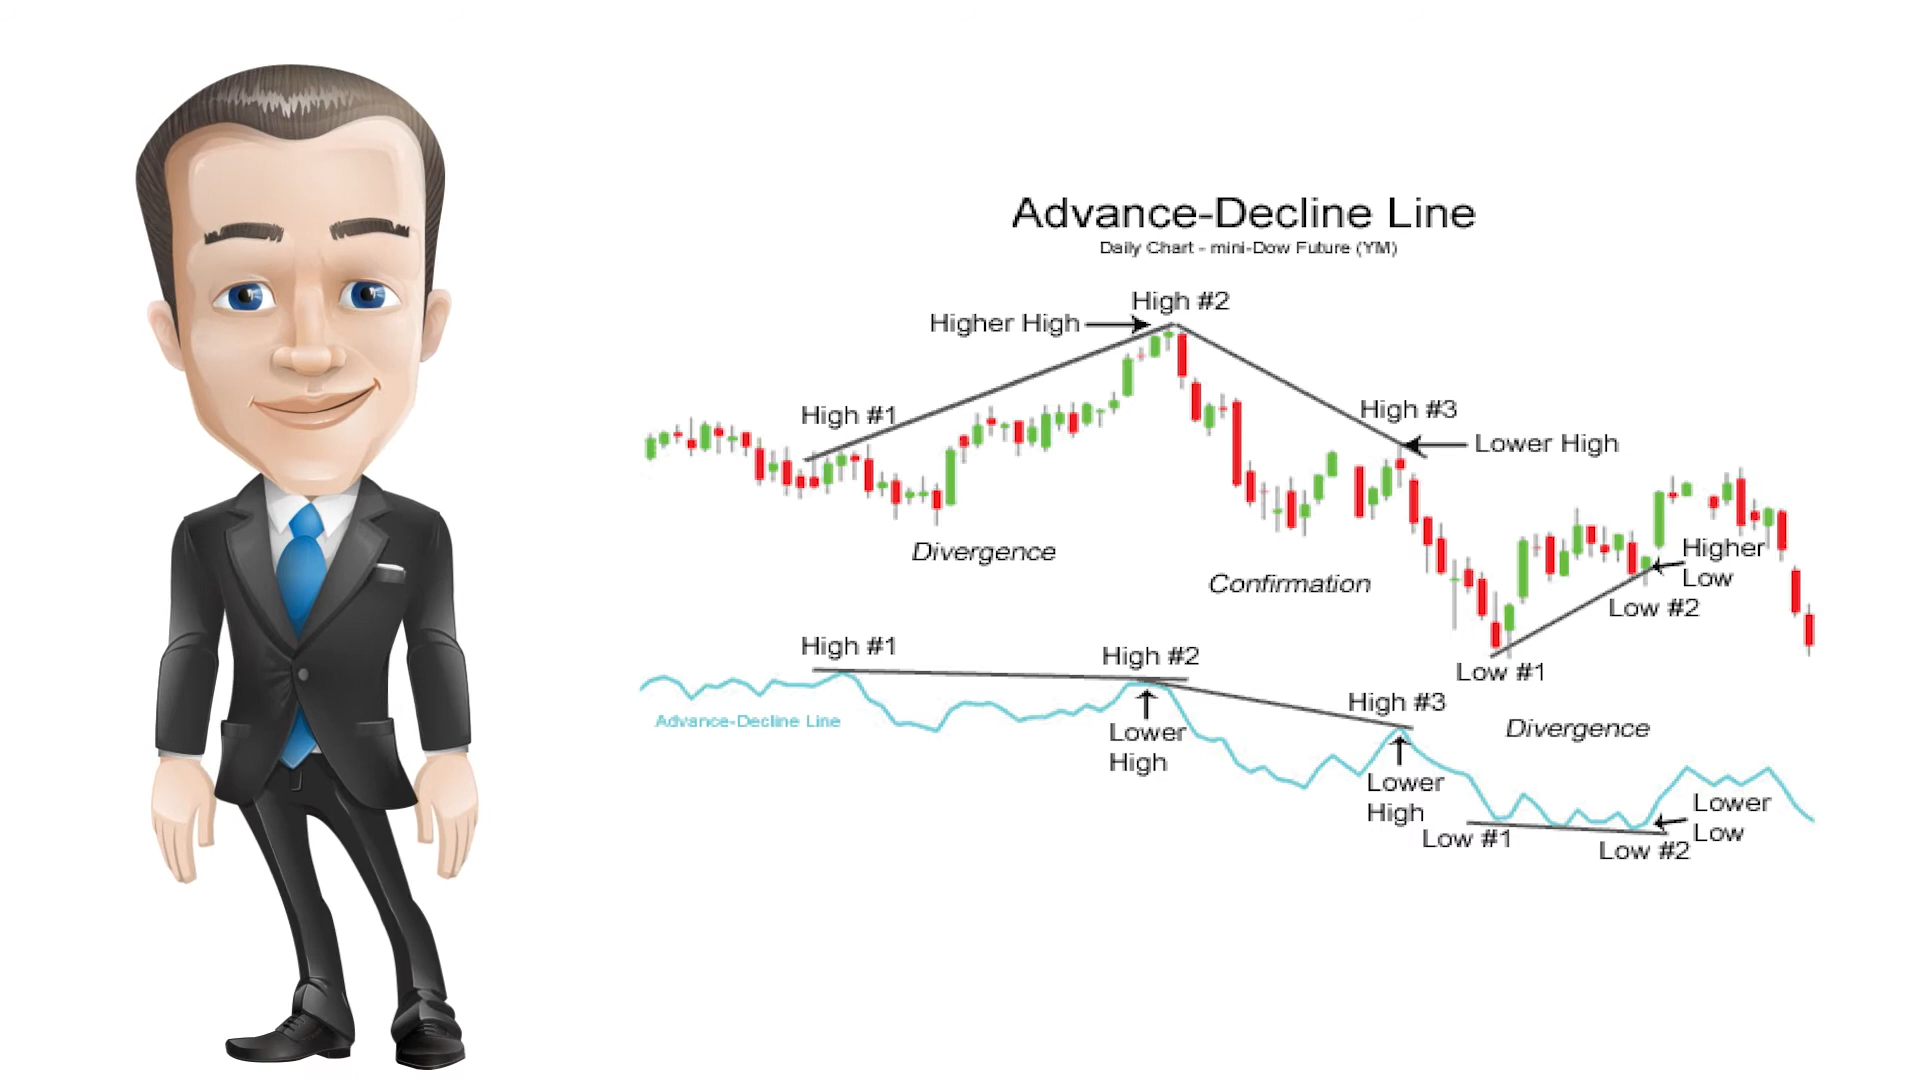 Advance-Decline Line
Daily Chart - mini-Dow Future (YM)
High #2
Higher High
High #1
High #3
Lower High
Divergence
Confirmation
Higher
Low
Low #2
Low #1
High #1
High #2
High #3
Advance-Decline Line
Lower
High
Divergence
Lower
High
Lower
Low
Low #1
Low #2